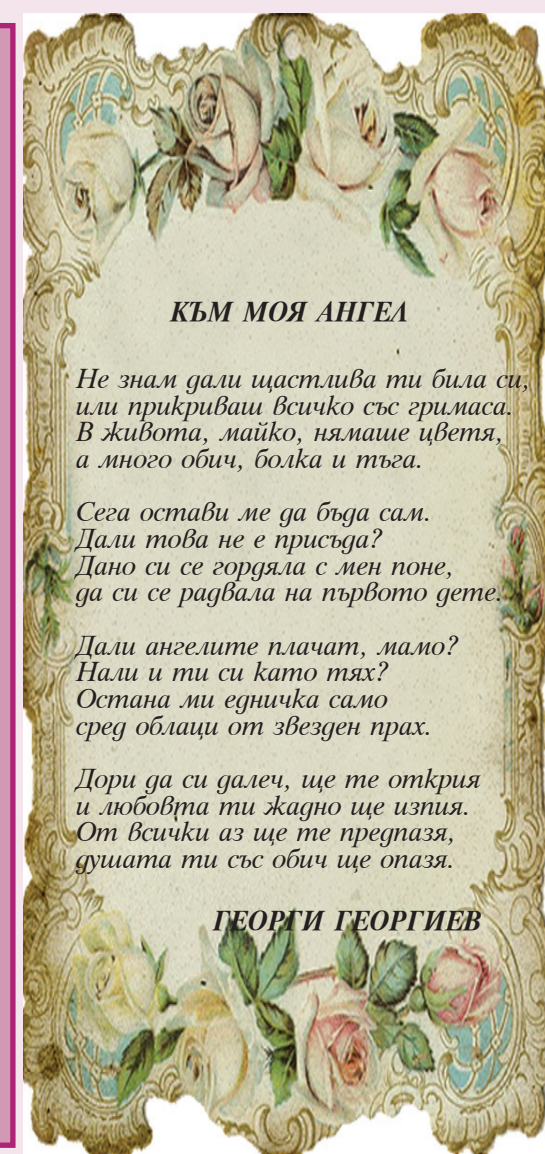 КЪМ МОЯ АНГЕЛ
Не знам дали щастлива ти била си,
или прикриваш всичко със гримаса.
В живота, майко, нямаше цветя,
а много обич, болка и тъга.
Сега остави ме да бъда сам.
Дали това не е присъда?
Дано си се гордяла с мен поне,
да си се радвала на първото дете.
Дали ангелите плачат, мамо?
Нали и ти си като тях?
Остана ми едничка само
сред облаци от звезден прах.
Дори да си далеч, ще те открия
и любовта ти жадно ще изпия.
От всички аз ще те предпазя,
душата ти със обич ще опазя.
ГЕОРГИ ГЕОРГИЕВ